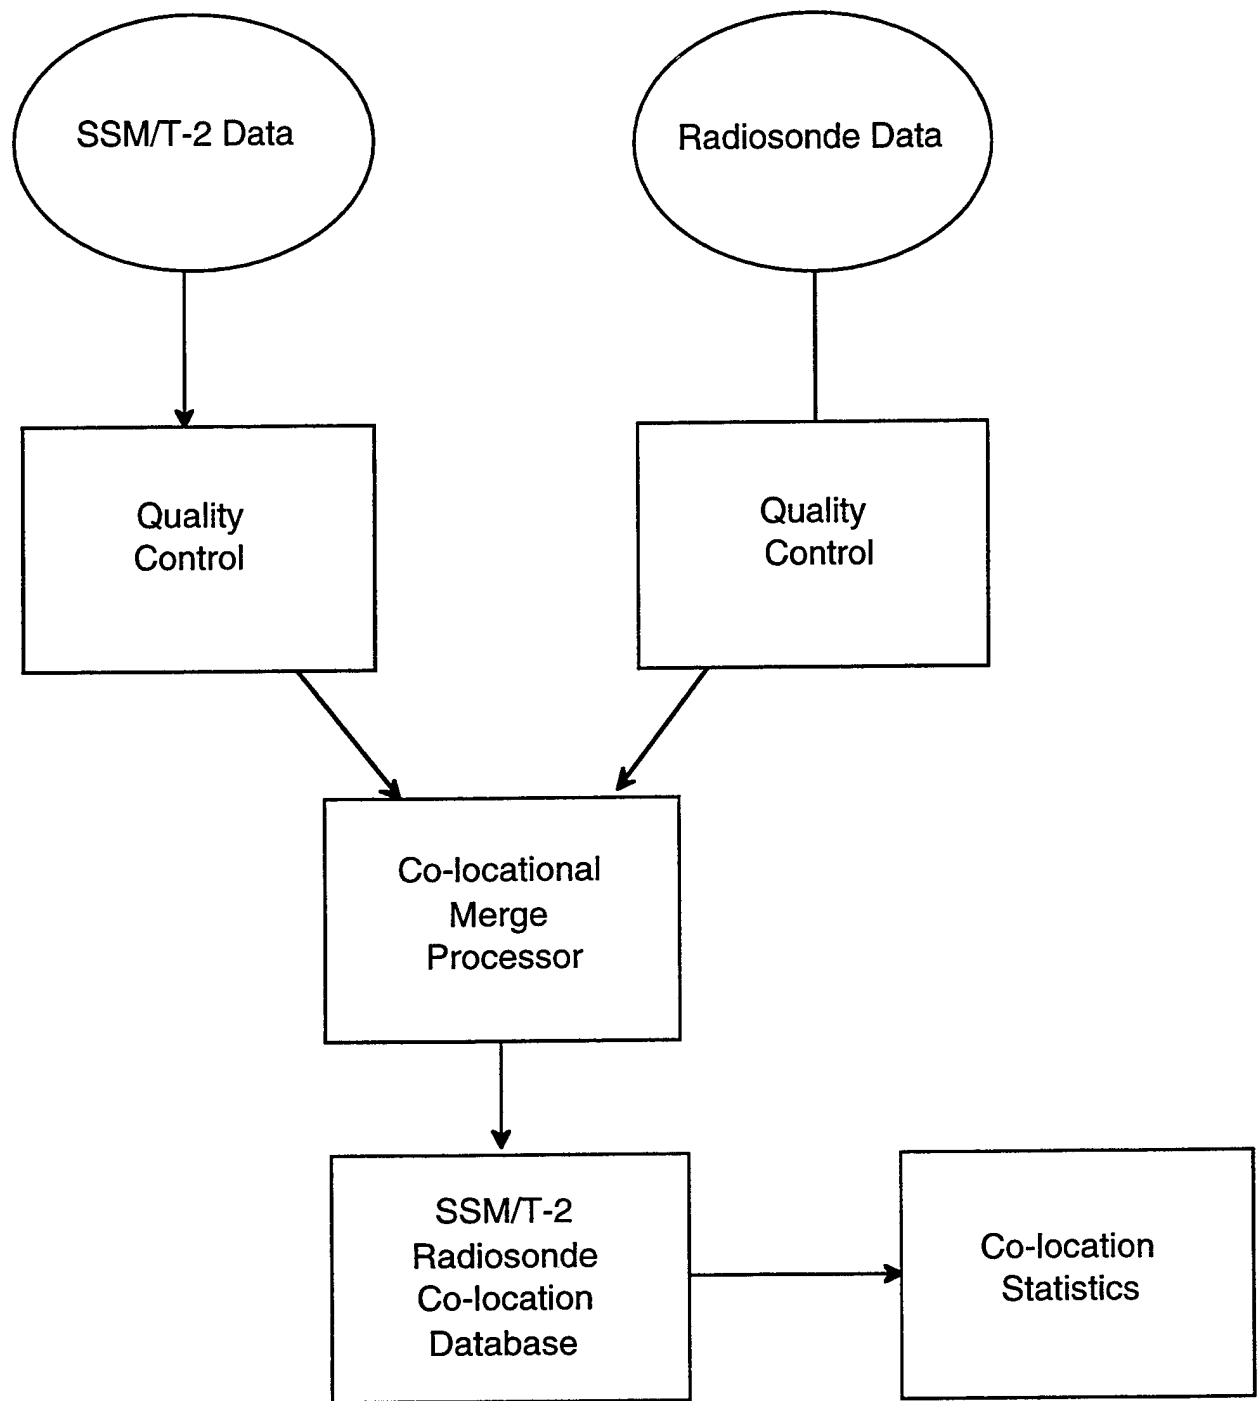 SSM/T-2 Data
Radiosonde Data
Quality
Control
Quality
Control
Co-locational
Merge
Processor
SSM/T-2
Radiosonde
Co-location
Database
Co-location
Statistics